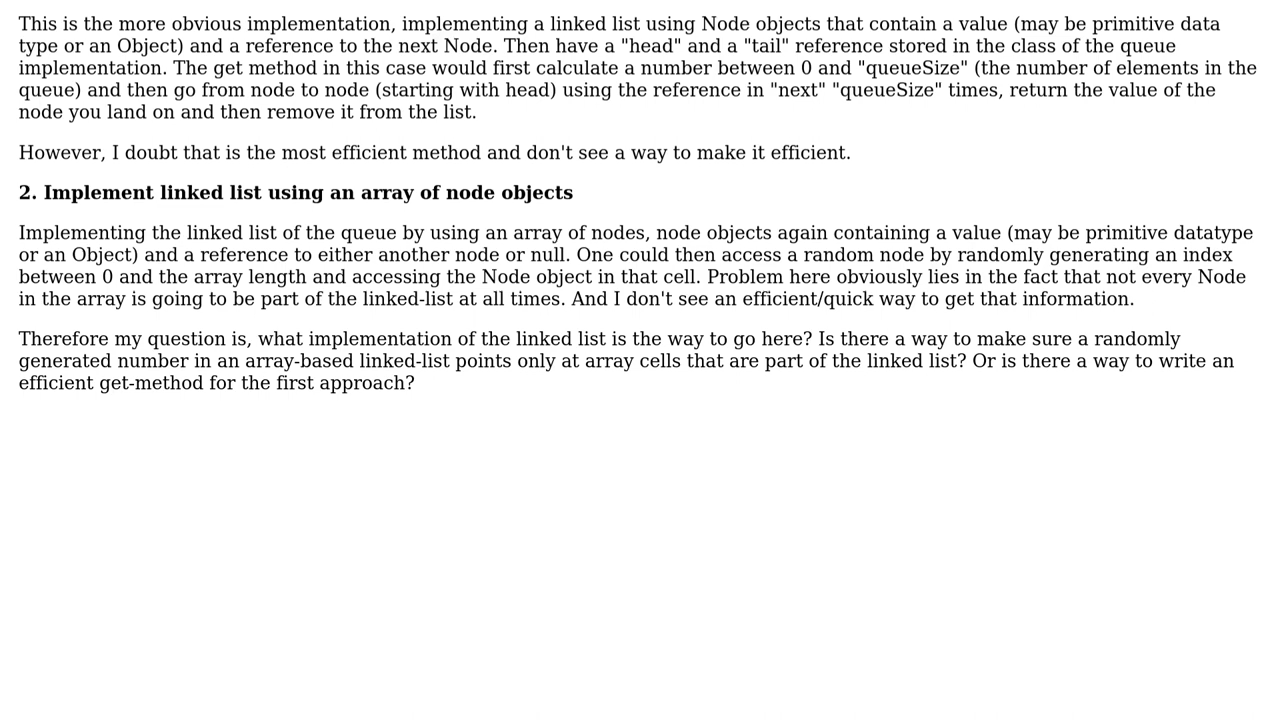 This is the more obvious implementation, implementing a linked list using Node objects that contain a value (may be primitive data
type or an Object) and a reference to the next Node. Then have a "head" and a "tail" reference stored in the class of the queue
implementation. The get method in this case would first calculate a number between 0 and "queueSize" (the number of elements in the
queue) and then go from node to node (starting with head) using the reference in "next" "queueSize" times, return the value of the
node you land on and then remove it from the list.
However, I doubt that is the most efficient method and don't see a way to make it efficient.
2. Implement linked list using an array of node objects
Implementing the linked list of the queue by using an array of nodes, node objects again containing a value (may be primitive datatype
or an Object) and a reference to either another node or null. One could then access a random node by randomly generating an index
between 0 and the array length and accessing the Node object in that cell. Problem here obviously lies in the fact that not every Node
in the array is going to be part of the linked-list at all times. And I don't see an efficient/quick way to get that information.
Therefore my question is, what implementation of the linked list is the way to go here? Is there a way to make sure a randomly
generated number in an array-based linked-list points only at array cells that are part of the linked list? Or is there a way to write an
efficient get-method for the first approach?